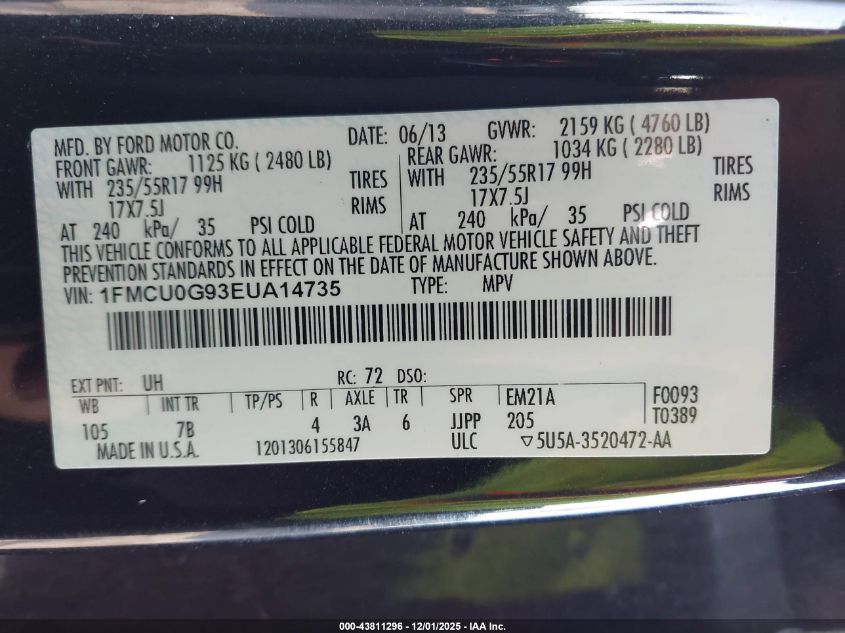 MFD. BY FORD MOTOR CO. DATE: 06/13 GVWR: 2159 KG ( 4760 LB)
FRONT GAWR: 1125 KG ( 2480 LB) REAR GAWR: 1034 KG ( 2280 LB)
WITH 235/55R17 99H TIRES WITH 235/55R17 99H TIRES
17X7.5J RIMS 17X7.5J RIMS
AT 240 kPa/ 35 PSI COLD AT 240 kPa/ 35 PSI COLD
THIS VEHICLE CONFORMS TO ALL APPLICABLE FEDERAL MOTOR VEHICLE SAFETY AND THEFT
PREVENTION STANDARDS IN EFFECT ON THE DATE OF MANUFACTURE SHOWN ABOVE.
VIN: 1FMCU0G93EUA14735 TYPE: MPV
EXT PNT: UH RC: 72 DSO:
WB INT TR TP/PS R AXLE TR SPR EM21A F0093
105 7B 4 3A 6 JJPP 205 T0389
MADE IN U.S.A. 1201306155847 ULC ▽5U5A-3520472-AA
000-43811296 - 12/01/2025 - IAA Inc.